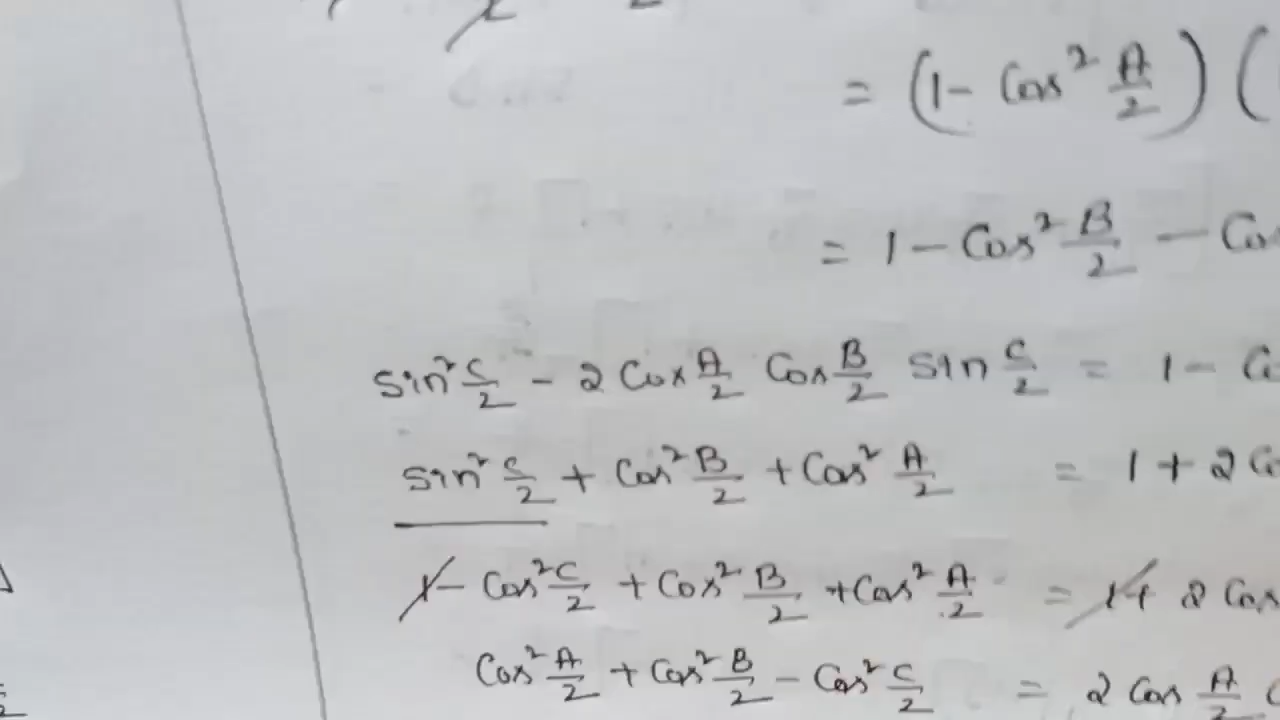 = (1 - Cos² A/2) (
= 1 - Cos² B/2 - Cos
Sin² C/2 - 2 Cos A/2 Cos B/2 Sin C/2 = 1 - Co
Sin² C/2 + Cos² B/2 + Cos² A/2 = 1 + 2 Co
1 - Cos² C/2 + Cos² B/2 + Cos² A/2 = 1 + 2 Cos
Cos² A/2 + Cos² B/2 - Cos² C/2 = 2 Cos A/2 C